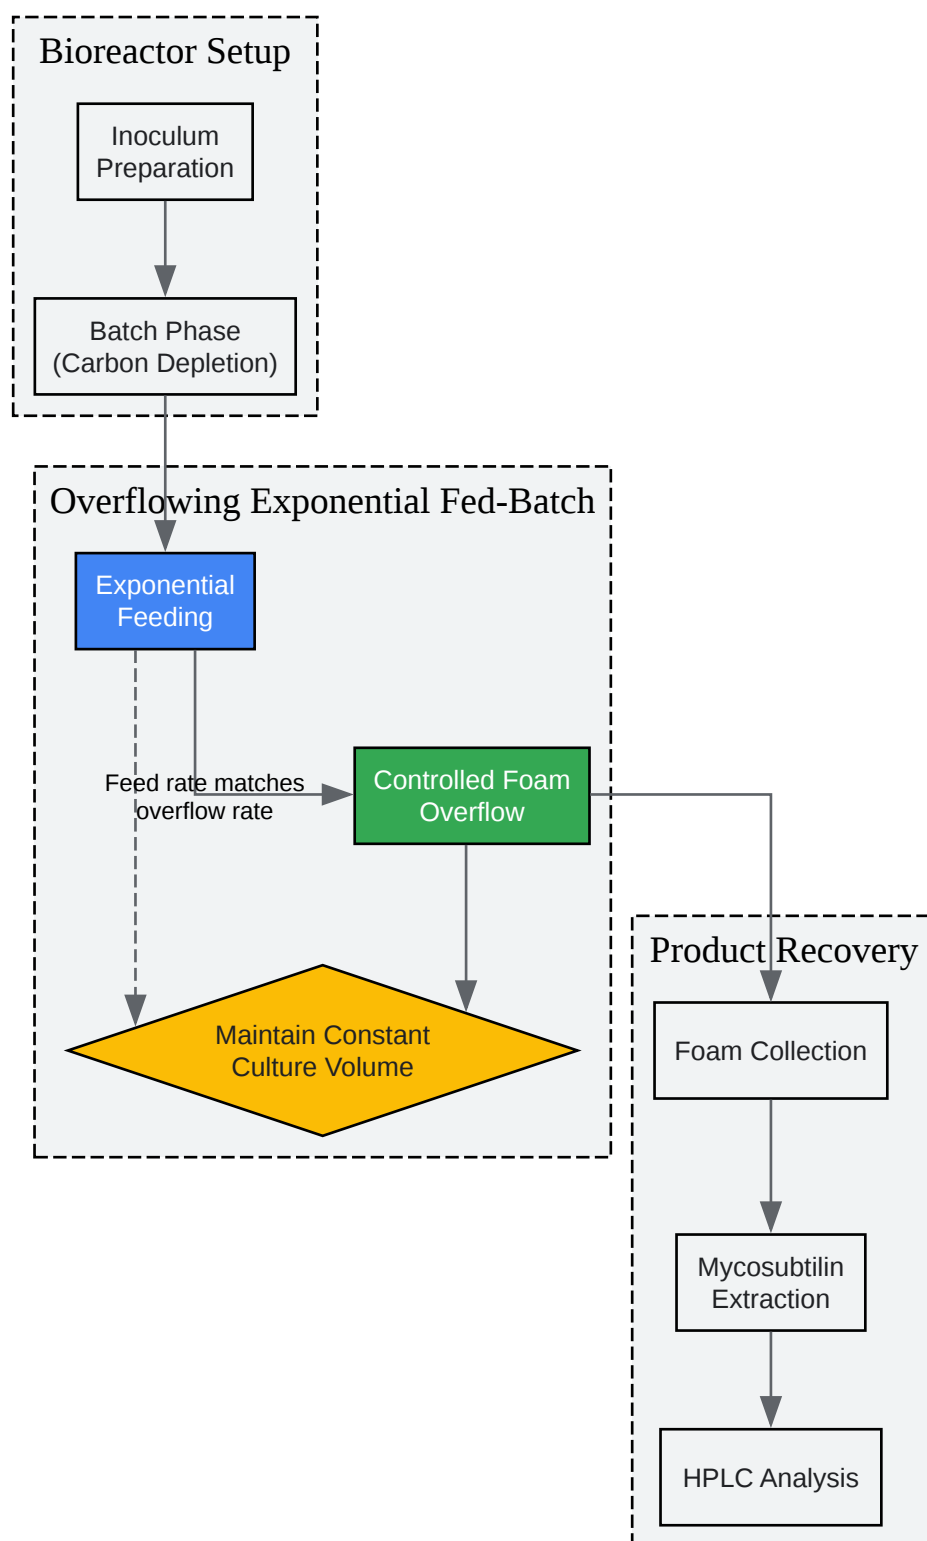 Bioreactor Setup
Inoculum
Preparation
Batch Phase
(Carbon Depletion)
Overflowing Exponential Fed-Batch
Exponential
Feeding
Feed rate matches
overflow rate
Controlled Foam
Overflow
Maintain Constant
Culture Volume
Product Recovery
Foam Collection
Mycosubtilin
Extraction
HPLC Analysis